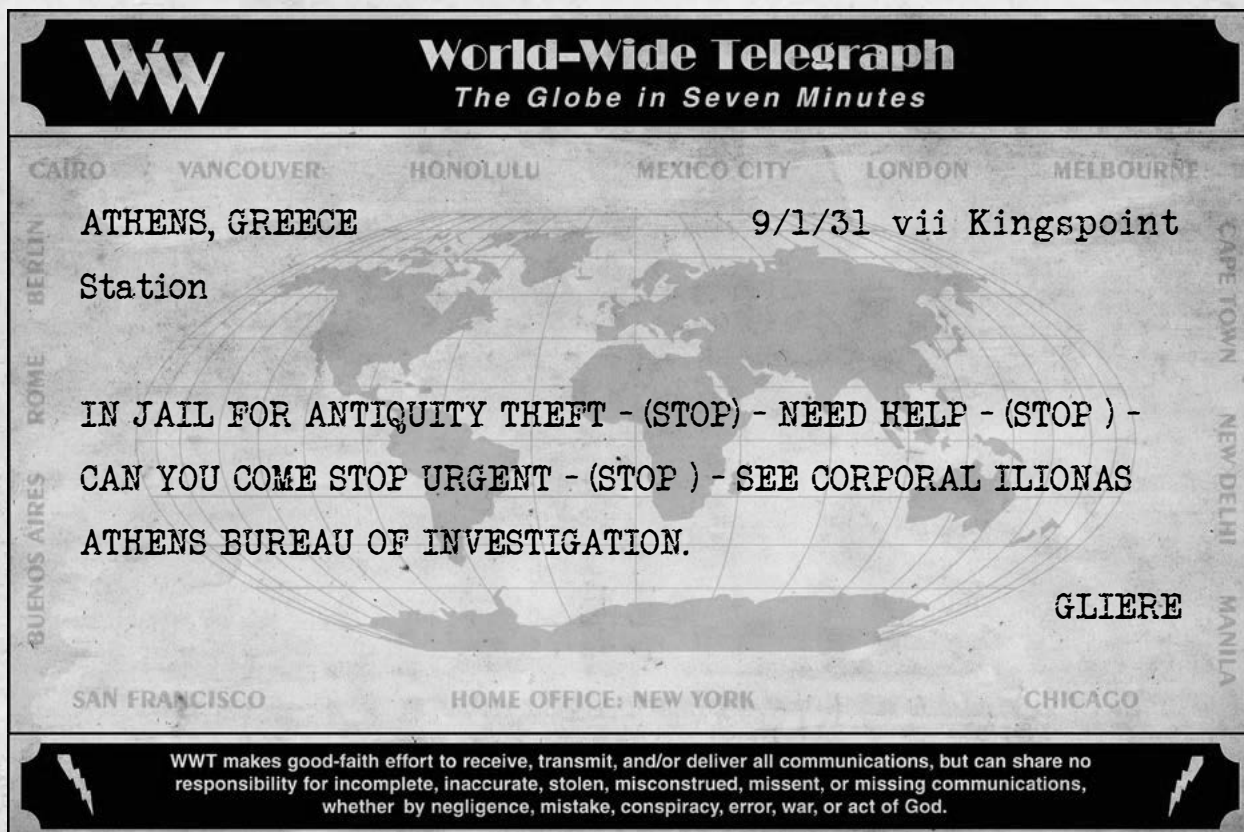 WW
World-Wide Telegraph
The Globe in Seven Minutes
CAIRO VANCOUVER HONOLULU MEXICO CITY LONDON MELBOURNE
BUENOS AIRES ROME BERLIN
ATHENS, GREECE 9/1/31 vii Kingspoint
Station
IN JAIL FOR ANTIQUITY THEFT - (STOP) - NEED HELP - (STOP ) -
CAN YOU COME STOP URGENT - (STOP ) - SEE CORPORAL ILIONAS
ATHENS BUREAU OF INVESTIGATION.
GLIERE
CAPE TOWN NEW DELHI MANILA
SAN FRANCISCO HOME OFFICE: NEW YORK CHICAGO
WWT makes good-faith effort to receive, transmit, and/or deliver all communications, but can share no
responsibility for incomplete, inaccurate, stolen, misconstrued, missent, or missing communications,
whether by negligence, mistake, conspiracy, error, war, or act of God.